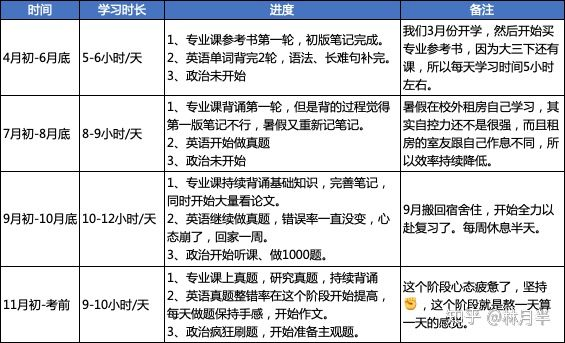 时间
学习时长
进度
备注
4月初-6月底
5-6小时/天
1、专业课参考书第一轮，初版笔记完成。
2、英语单词背完2轮，语法、长难句补完。
3、政治未开始
我们3月份开学，然后开始买
专业参考书，因为大三下还有
课，所以每天学习时间5小时
左右。
7月初-8月底
8-9小时/天
1、专业课背诵第一轮，但是背的过程觉得
第一版笔记不行，暑假又重新记笔记。
2、英语开始做真题
3、政治未开始
暑假在校外租房自己学习，其
实自控力还不是很强，而且租
房的室友跟自己作息不同，所
以效率持续降低。
9月初-10月底
10-12小时/天
1、专业课持续背诵基础知识，完善笔记，
同时开始大量看论文。
2、英语继续做真题，错误率一直没变，心
态崩了，回家一周。
3、政治开始听课、做1000题。
9月搬回宿舍住，开始全力以
赴复习了。每周休息半天。
11月初-考前
9-10小时/天
1、专业课上真题，研究真题，持续背诵
2、英语真题整错率在这个阶段开始提高，
每天做题保持手感，开始作文。
3、政治疯狂刷题，开始准备主观题。
这个阶段心态疲惫了，坚持
✊，这个阶段就是熬一天算
一天的感觉。
知乎 @赫月半